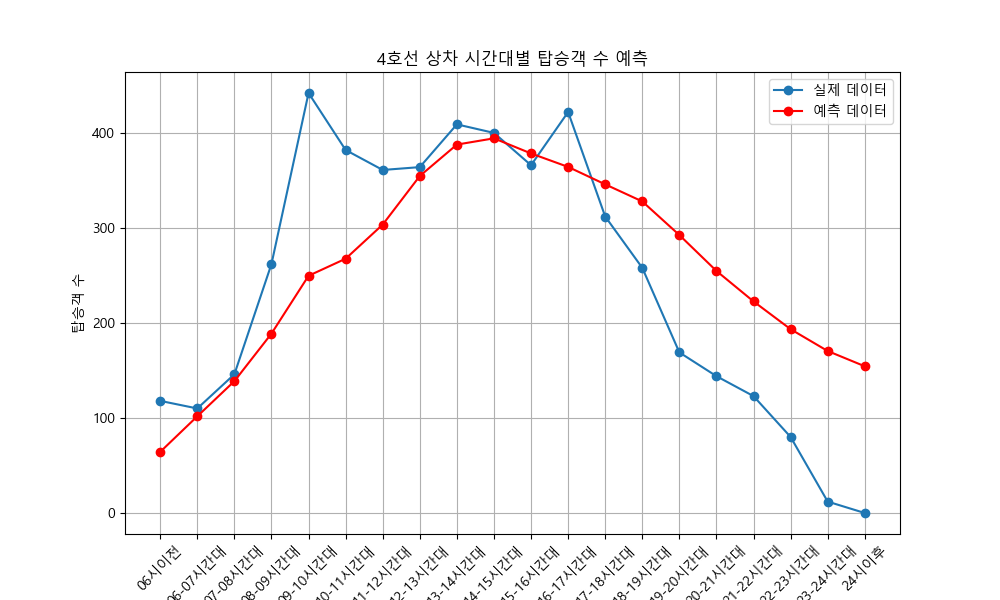 4호선 상차 시간대별 탑승객 수 예측
실제 데이터
예측 데이터
탑승객 수
400
300
200
100
0
06시이전
06-07시간대
07-08시간대
08-09시간대
09-10시간대
10-11시간대
11-12시간대
12-13시간대
13-14시간대
14-15시간대
15-16시간대
16-17시간대
17-18시간대
18-19시간대
19-20시간대
20-21시간대
21-22시간대
22-23시간대
23-24시간대
24시이후